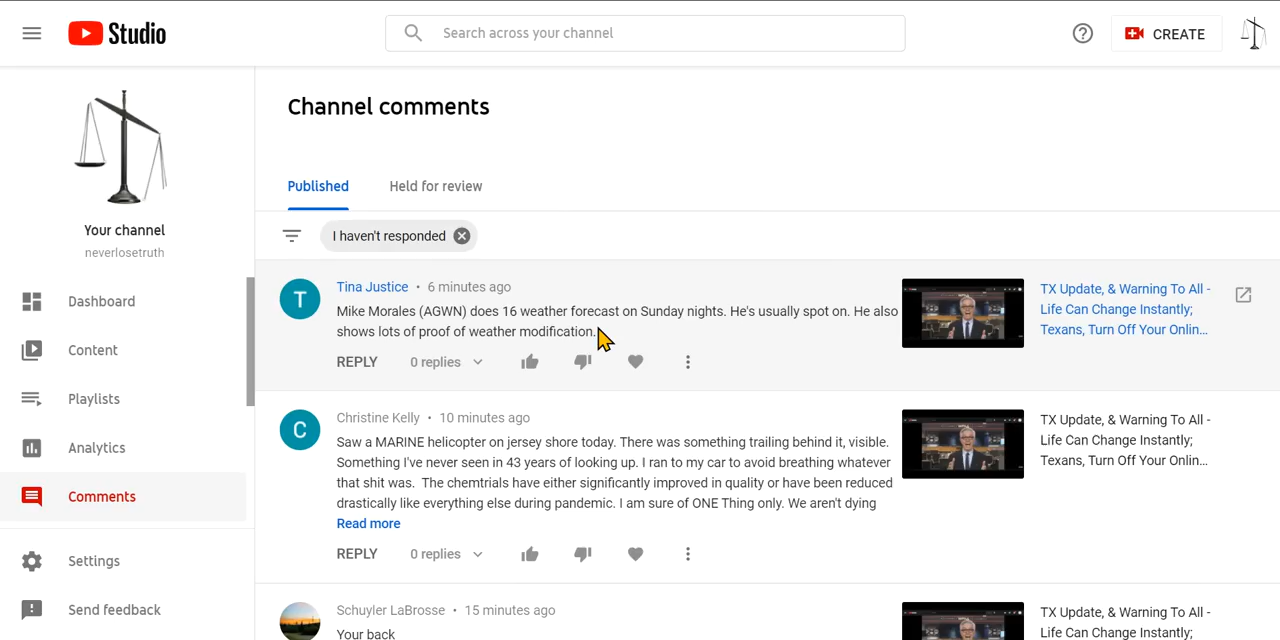 Studio
Search across your channel
CREATE
Your channel
neverlosetruth
Dashboard
Content
Playlists
Analytics
Comments
Settings
Send feedback
Channel comments
Published
Held for review
I haven't responded
T
Tina Justice • 6 minutes ago
Mike Morales (AGWN) does 16 weather forecast on Sunday nights. He's usually spot on. He also
shows lots of proof of weather modification.
REPLY 0 replies
TX Update, & Warning To All -
Life Can Change Instantly;
Texans, Turn Off Your Onlin...
C
Christine Kelly • 10 minutes ago
Saw a MARINE helicopter on jersey shore today. There was something trailing behind it, visible.
Something I've never seen in 43 years of looking up. I ran to my car to avoid breathing whatever
that shit was. The chemtrials have either significantly improved in quality or have been reduced
drastically like everything else during pandemic. I am sure of ONE Thing only. We aren't dying
Read more
REPLY 0 replies
TX Update, & Warning To All -
Life Can Change Instantly;
Texans, Turn Off Your Onlin...
Schuyler LaBrosse • 15 minutes ago
Your back
TX Update, & Warning To All -
Life Can Change Instantly;